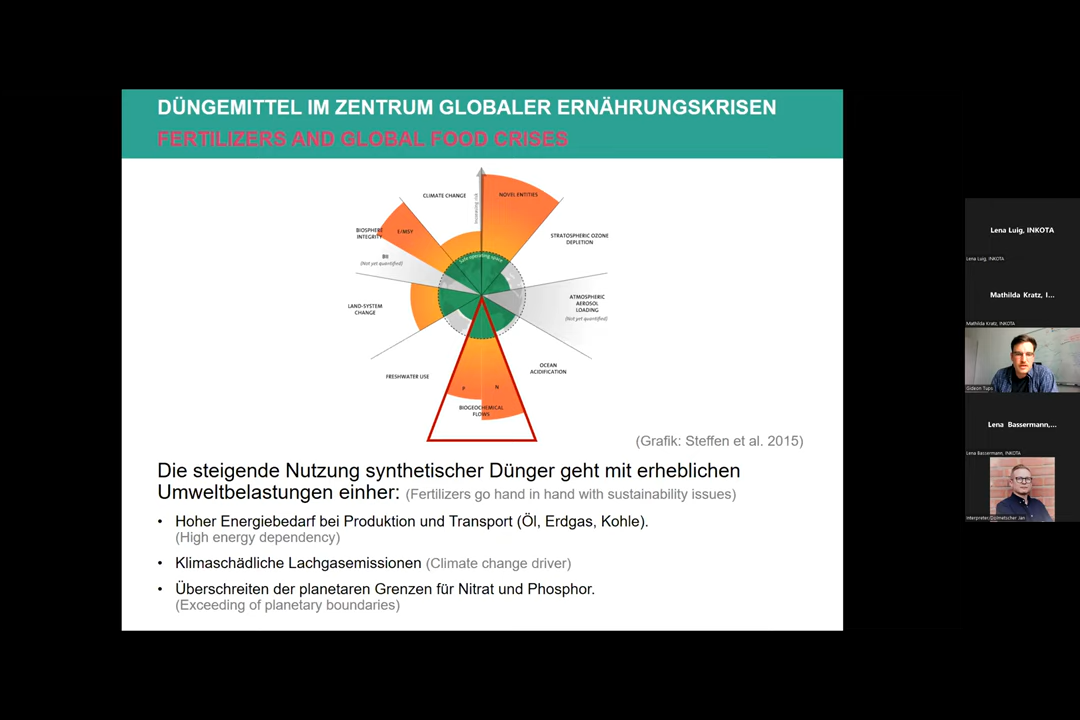 DÜNGEMITTEL IM ZENTRUM GLOBALER ERNÄHRUNGSKRISEN
FERTILIZERS AND GLOBAL FOOD CRISES
CLIMATE CHANGE
Increasing risk
NOVEL ENTITIES
BIOSPHERE
INTEGRITY
E/MSY
BII
(Not yet quantified)
STRATOSPHERIC OZONE
DEPLETION
Safe operating space
LAND-SYSTEM
CHANGE
ATMOSPHERIC
AEROSOL
LOADING
(Not yet quantified)
FRESHWATER USE
OCEAN
ACIDIFICATION
P
N
BIOGEOCHEMICAL
FLOWS
(Grafik: Steffen et al. 2015)
Die steigende Nutzung synthetischer Dünger geht mit erheblichen
Umweltbelastungen einher: (Fertilizers go hand in hand with sustainability issues)
• Hoher Energiebedarf bei Produktion und Transport (Öl, Erdgas, Kohle).
(High energy dependency)
• Klimaschädliche Lachgasemissionen (Climate change driver)
• Überschreiten der planetaren Grenzen für Nitrat und Phosphor.
(Exceeding of planetary boundaries)
Lena Luig, INKOTA
Lena Luig, INKOTA
Mathilda Kratz, I...
Mathilda Kratz, INKOTA
Gideon Tups
Lena Bassermann,...
Lena Bassermann, INKOTA